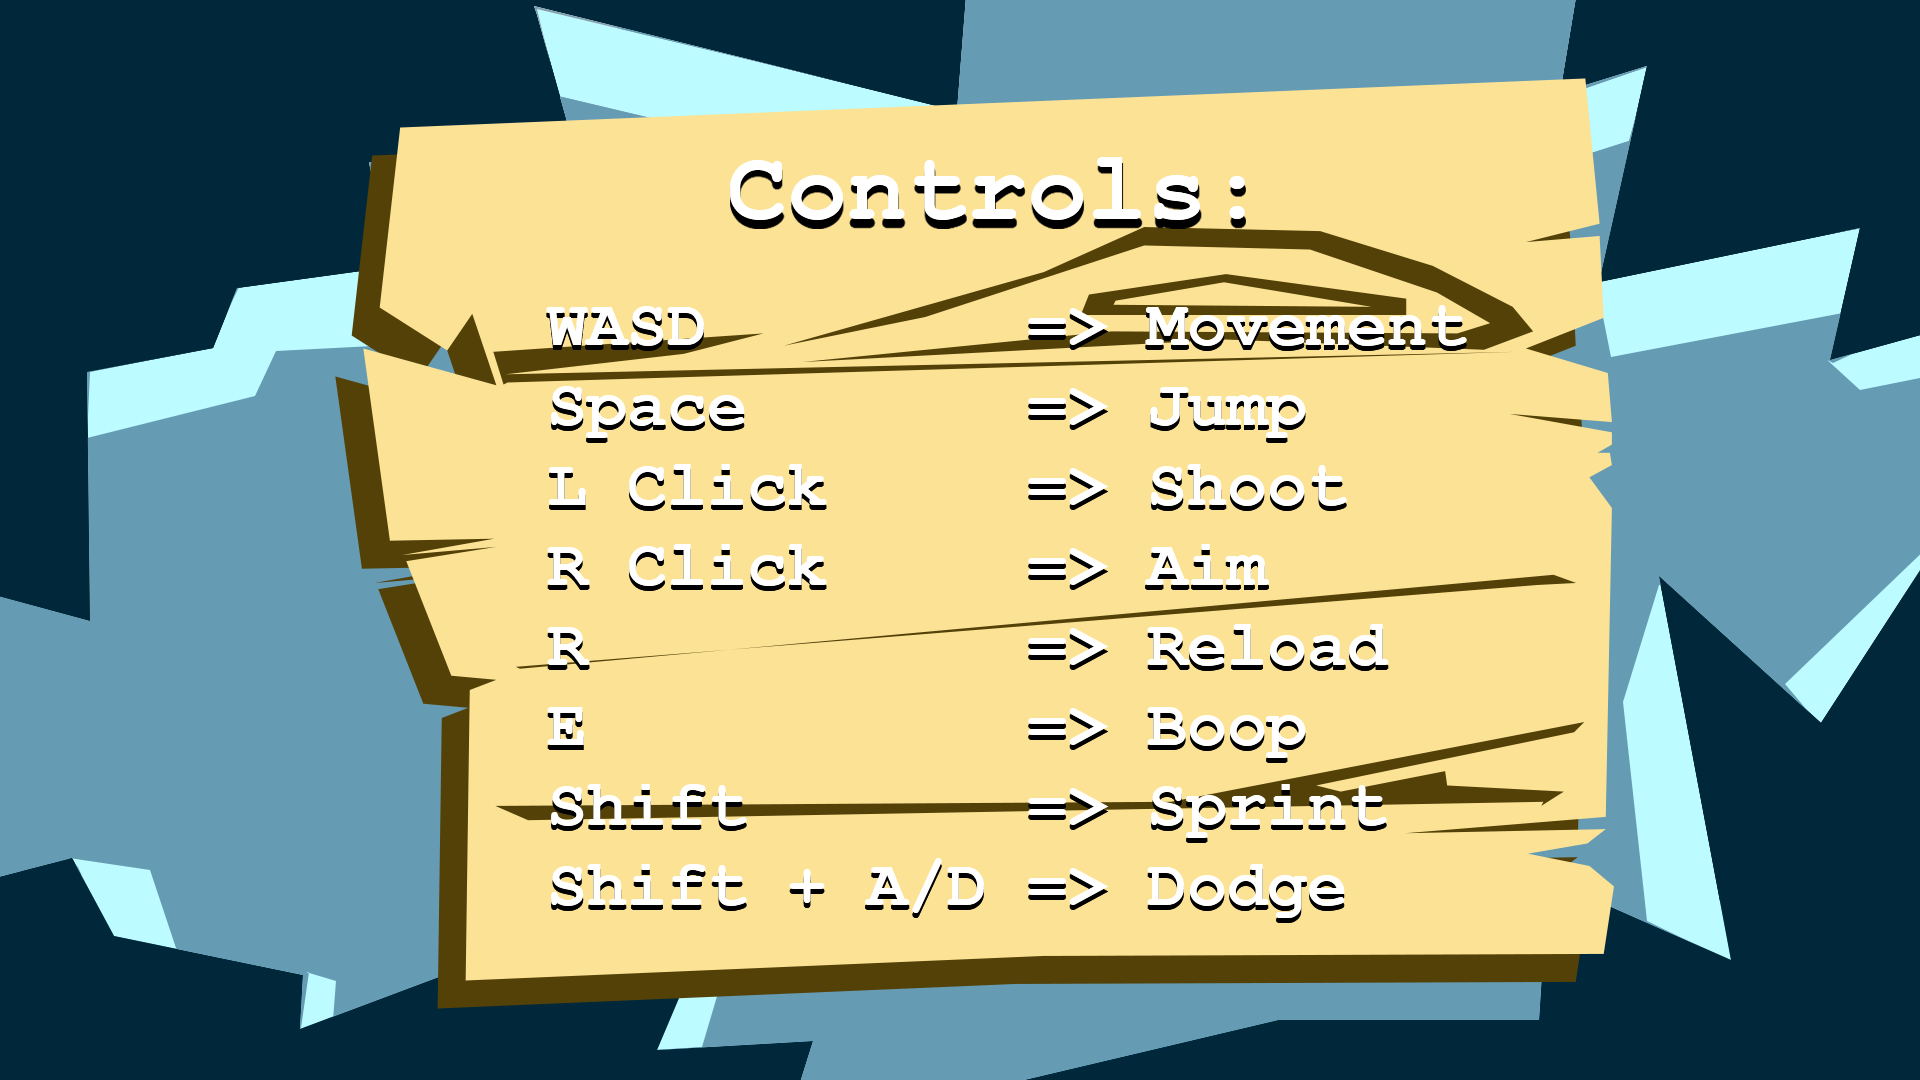 Controls:
WASD => Movement
Space => Jump
L Click => Shoot
R Click => Aim
R => Reload
E => Boop
Shift => Sprint
Shift + A/D => Dodge